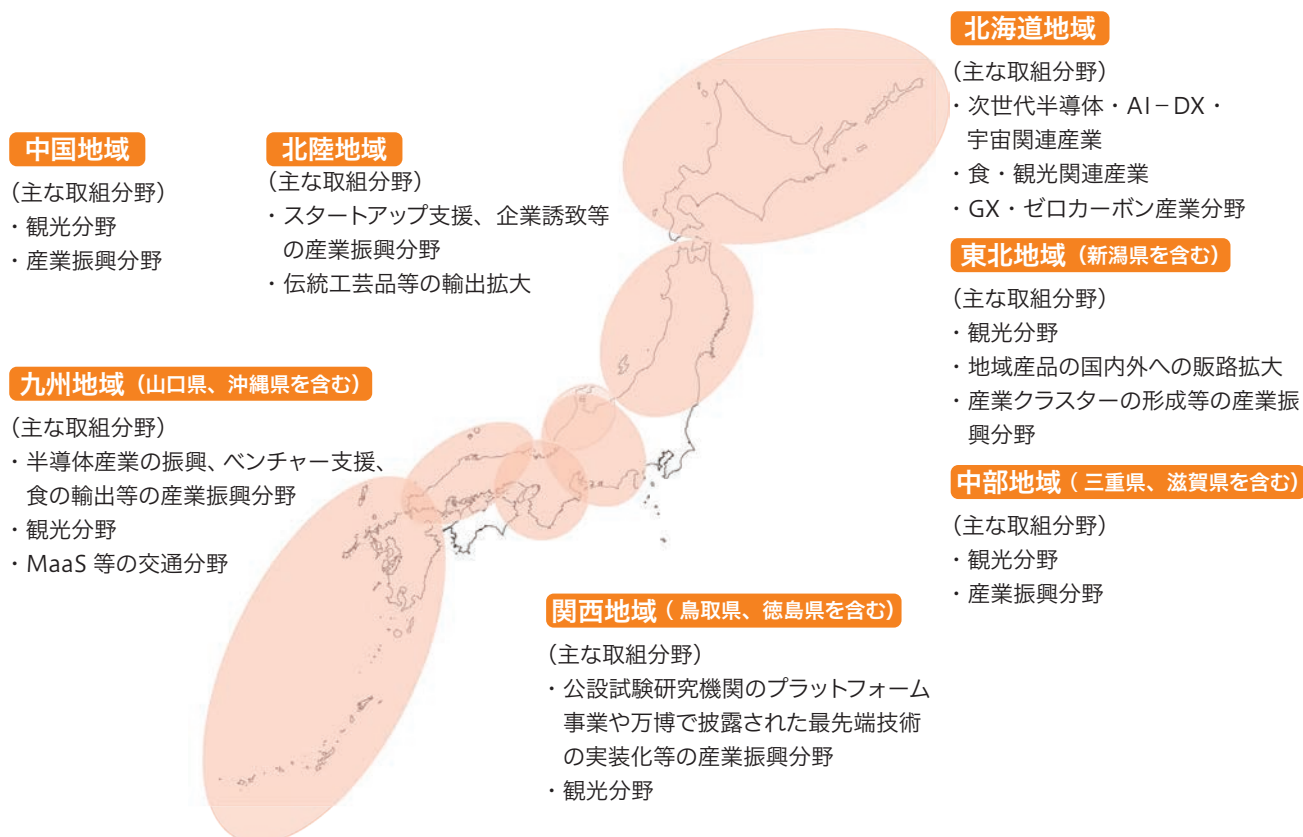 北海道地域
（主な取組分野）
・次世代半導体・AI－DX・
宇宙関連産業
・食・観光関連産業
・GX・ゼロカーボン産業分野
中国地域
（主な取組分野）
・観光分野
・産業振興分野
北陸地域
（主な取組分野）
・スタートアップ支援、企業誘致等
の産業振興分野
・伝統工芸品等の輸出拡大
東北地域（新潟県を含む）
（主な取組分野）
・観光分野
・地域産品の国内外への販路拡大
・産業クラスターの形成等の産業振
興分野
九州地域（山口県、沖縄県を含む）
（主な取組分野）
・半導体産業の振興、ベンチャー支援、
食の輸出等の産業振興分野
・観光分野
・MaaS 等の交通分野
中部地域（ 三重県、滋賀県を含む）
（主な取組分野）
・観光分野
・産業振興分野
関西地域（ 鳥取県、徳島県を含む）
（主な取組分野）
・公設試験研究機関のプラットフォーム
事業や万博で披露された最先端技術
の実装化等の産業振興分野
・観光分野